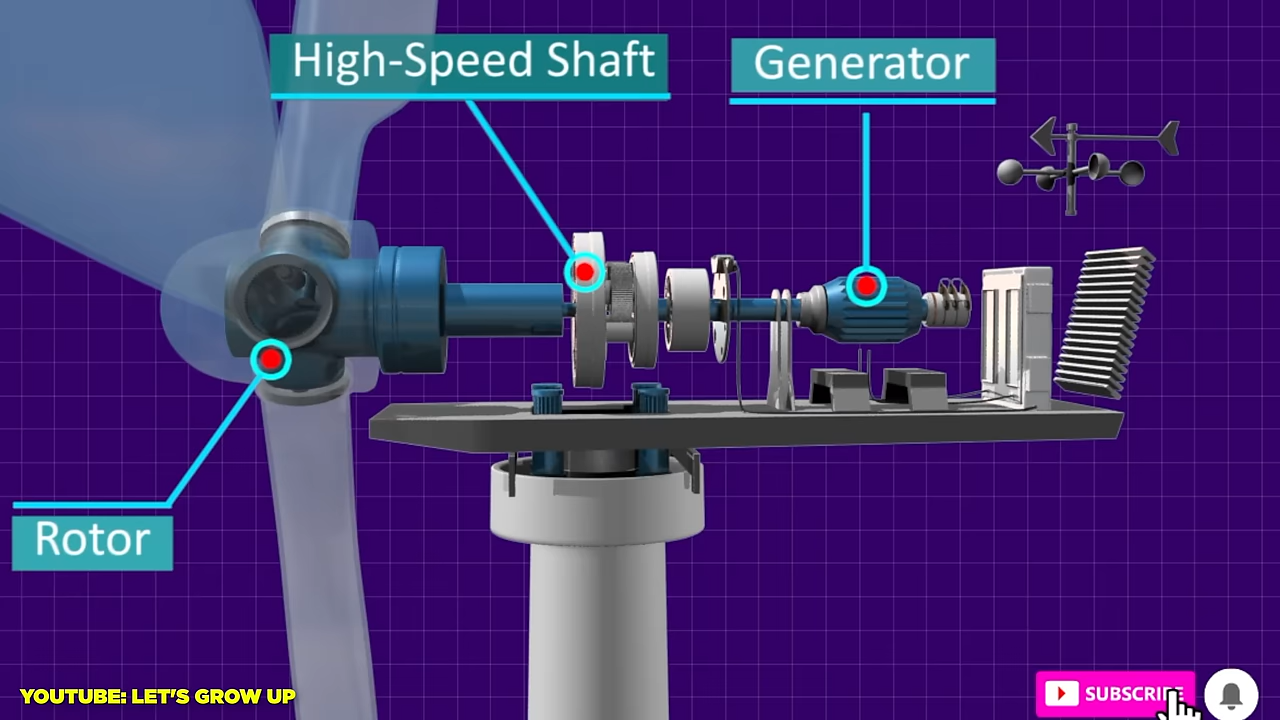 High-Speed Shaft
Generator
Rotor
YOUTUBE: LET'S GROW UP
SUBSCRIBE